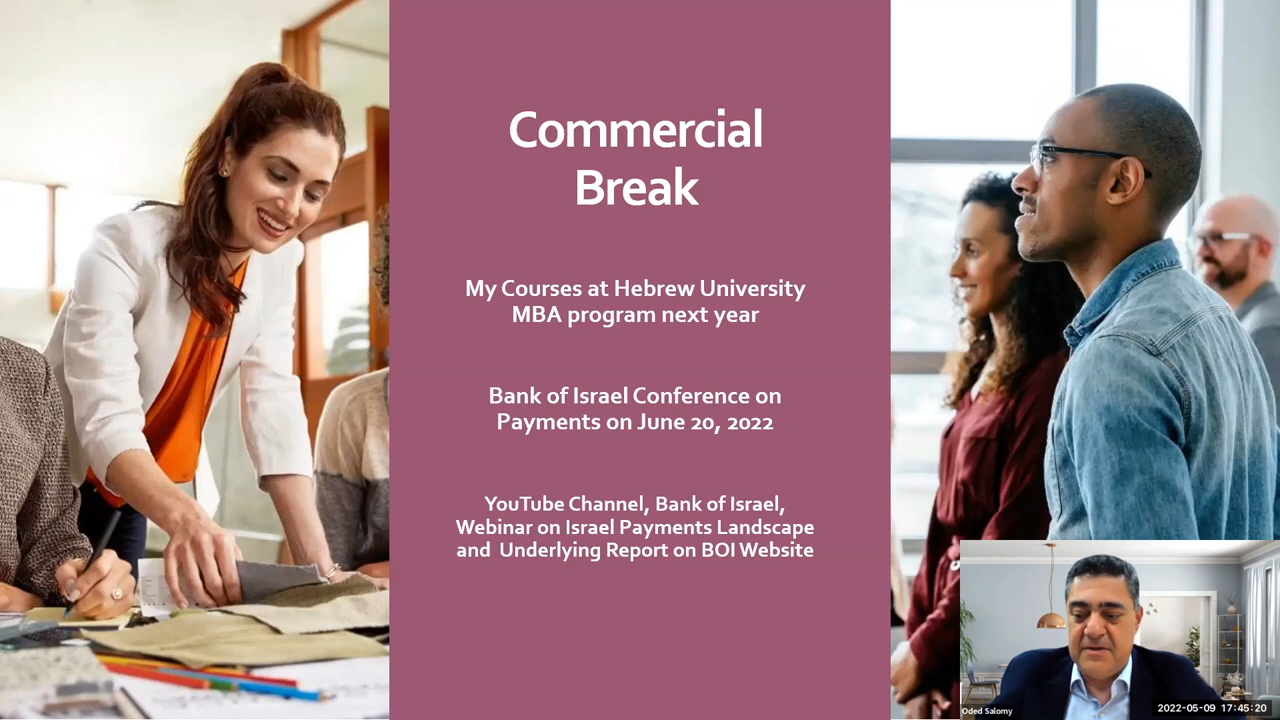 Commercial
Break
My Courses at Hebrew University
MBA program next year
Bank of Israel Conference on
Payments on June 20, 2022
YouTube Channel, Bank of Israel,
Webinar on Israel Payments Landscape
and Underlying Report on BOI Website
Oded Salomy
2022-05-09 17:45:20